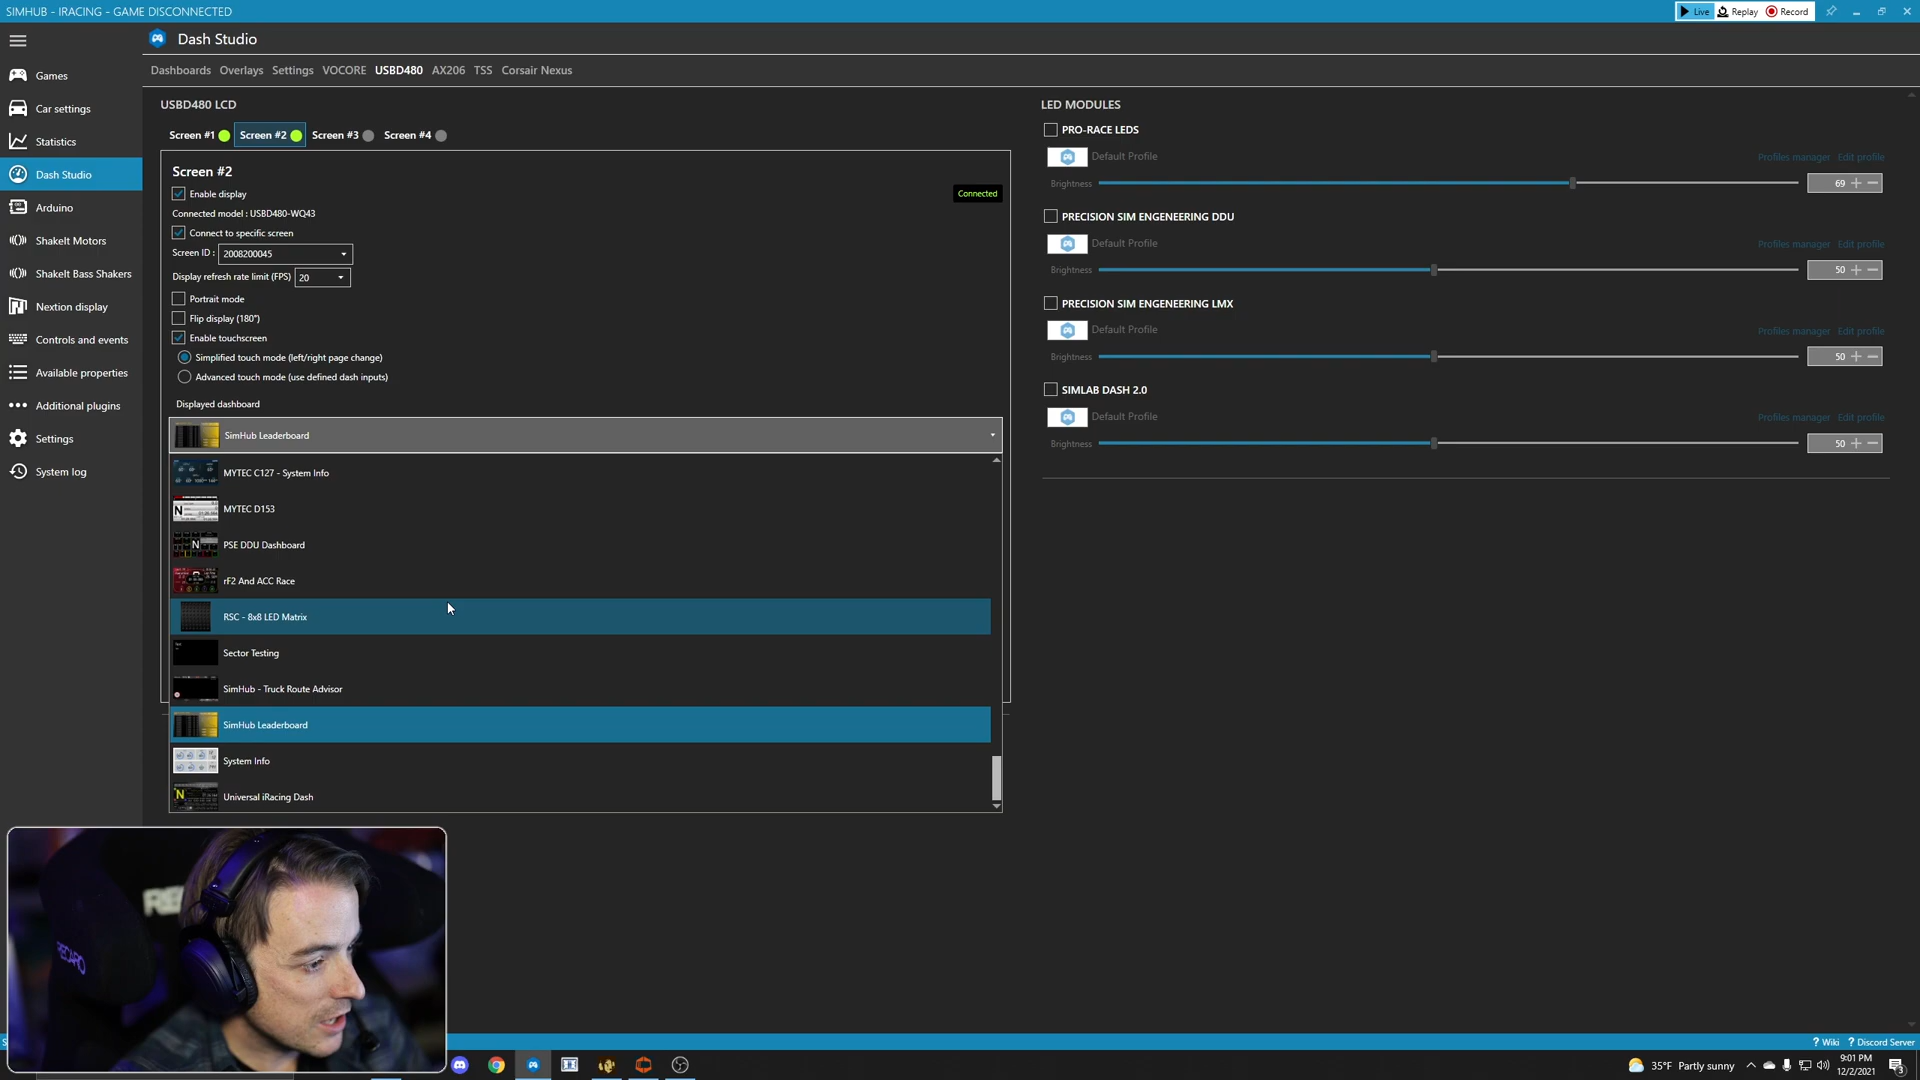 SIMHUB - IRACING - GAME DISCONNECTED
Live Replay Record
Dash Studio
Games
Car settings
Statistics
Dash Studio
Arduino
ShakeIt Motors
ShakeIt Bass Shakers
Nextion display
Controls and events
Available properties
Additional plugins
Settings
System log
Dashboards Overlays Settings VOCORE USBD480 AX206 TSS Corsair Nexus
USBD480 LCD
Screen #1 Screen #2 Screen #3 Screen #4
Screen #2
Enable display
Connected
Connected model : USBD480-WQ43
Connect to specific screen
Screen ID : 2008200045
Display refresh rate limit (FPS) 20
Portrait mode
Flip display (180°)
Enable touchscreen
Simplified touch mode (left/right page change)
Advanced touch mode (use defined dash inputs)
Displayed dashboard
SimHub Leaderboard
MYTEC C127 - System Info
MYTEC D153
PSE DDU Dashboard
rF2 And ACC Race
RSC - 8x8 LED Matrix
Sector Testing
SimHub - Truck Route Advisor
SimHub Leaderboard
System Info
Universal iRacing Dash
LED MODULES
PRO-RACE LEDS
Default Profile
Profiles manager Edit profile
Brightness 69
PRECISION SIM ENGENEERING DDU
Default Profile
Profiles manager Edit profile
Brightness 50
PRECISION SIM ENGENEERING LMX
Default Profile
Profiles manager Edit profile
Brightness 50
SIMLAB DASH 2.0
Default Profile
Profiles manager Edit profile
Brightness 50
RECARO
? Wiki ? Discord Server
35°F Partly sunny
9:01 PM
12/2/2021
3